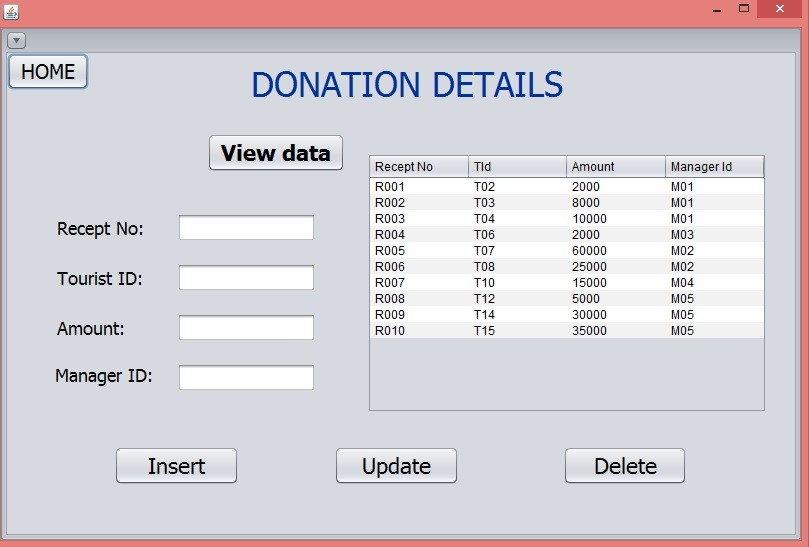 HOME
DONATION DETAILS
View data
Recept No TId Amount Manager Id
R001 T02 2000 M01
R002 T03 8000 M01
R003 T04 10000 M01
R004 T06 2000 M03
R005 T07 60000 M02
R006 T08 25000 M02
R007 T10 15000 M04
R008 T12 5000 M05
R009 T14 30000 M05
R010 T15 35000 M05
Recept No:
Tourist ID:
Amount:
Manager ID:
Insert Update Delete